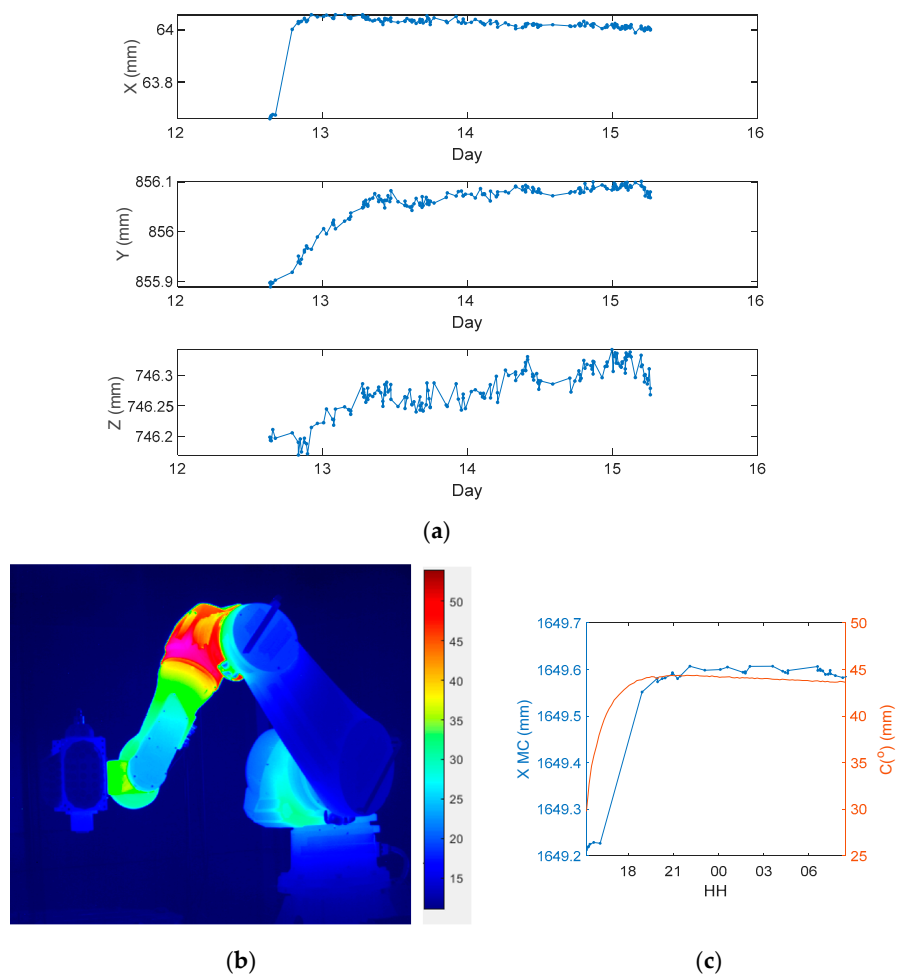 64
63.8
X (mm)
12 13 14 15 16
Day
856.1
856
855.9
Y (mm)
12 13 14 15 16
Day
746.3
746.25
746.2
Z (mm)
12 13 14 15 16
Day
(a)
50
45
40
35
30
25
20
15
(b)
1649.7
1649.6
1649.5
1649.4
1649.3
1649.2
X MC (mm)
50
45
40
35
30
25
C(°) (mm)
18 21 00 03 06
HH
(c)